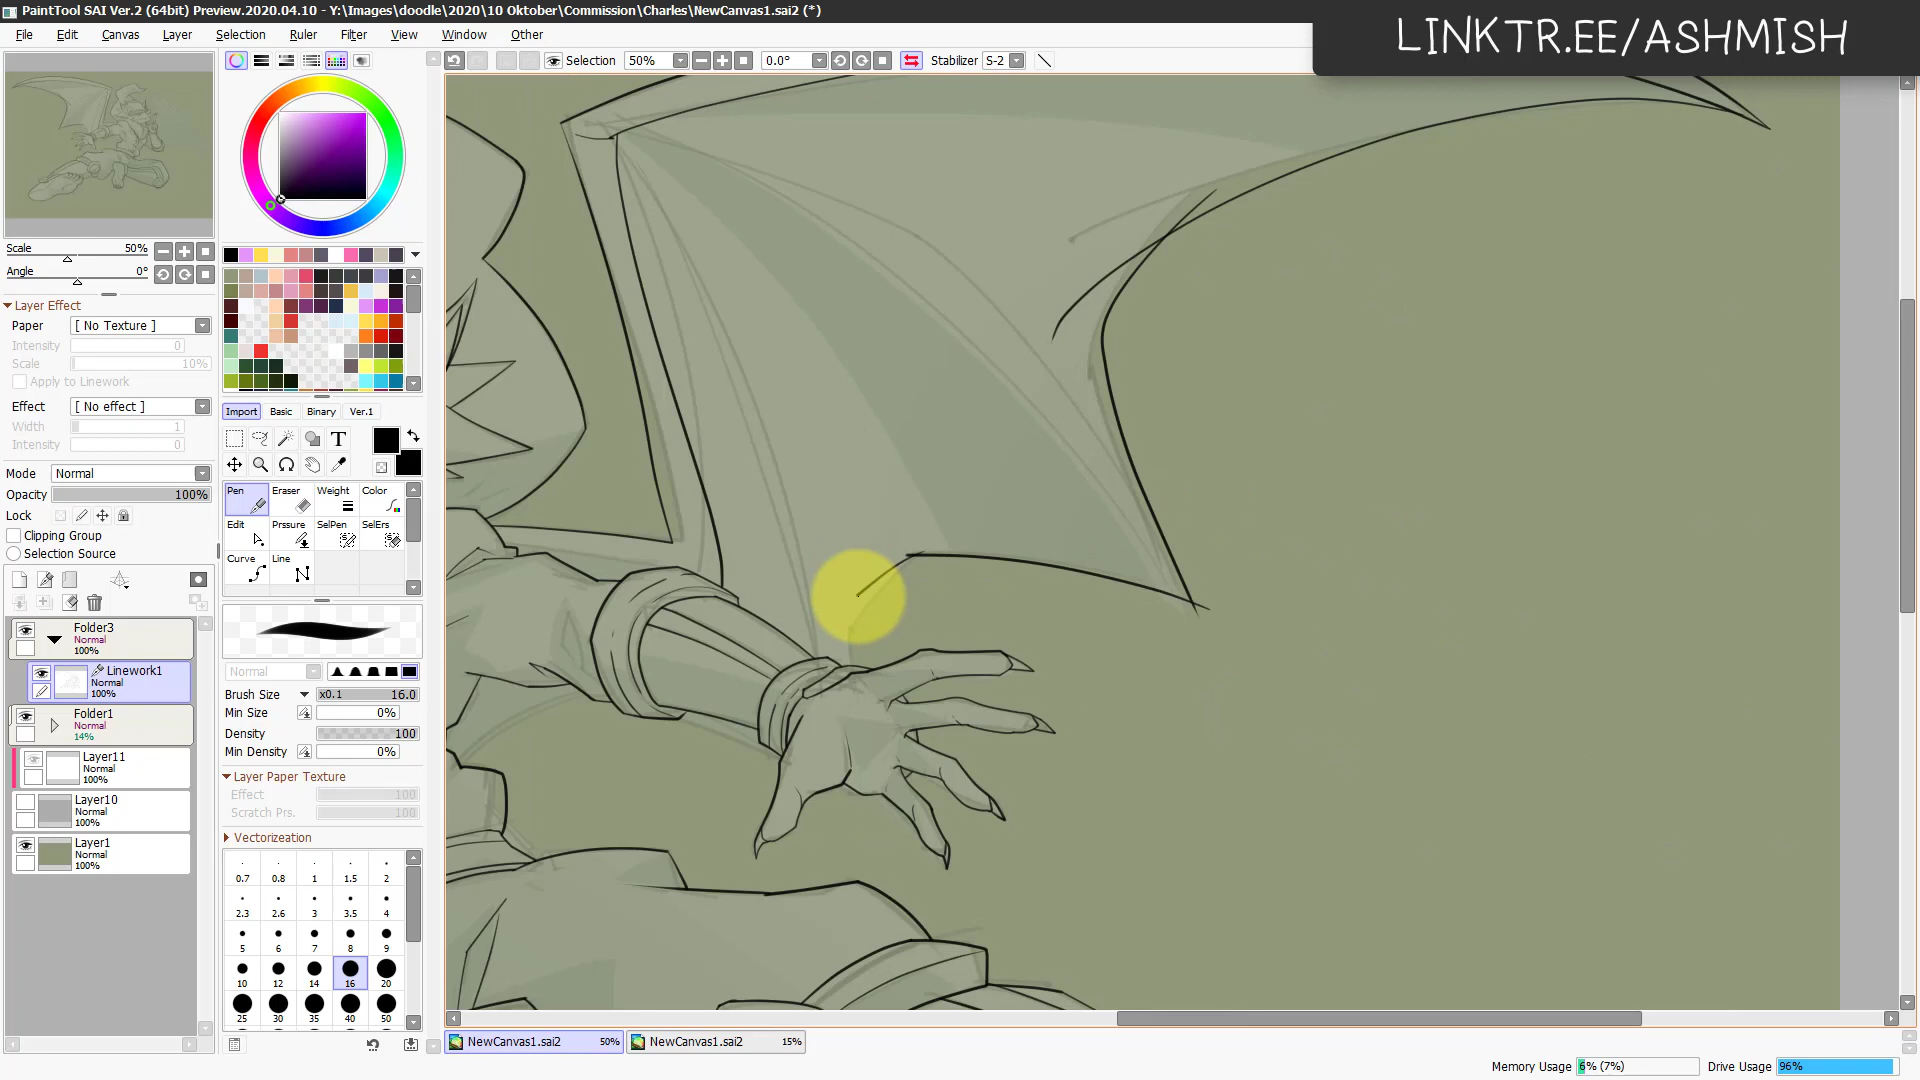 PaintTool SAI Ver.2 (64bit) Preview.2020.04.10 - Y:\Images\doodle\2020\10 Oktober\Commission\Charles\NewCanvas1.sai2 (*)
LINKTR.EE/ASHMISH
File Edit Canvas Layer Selection Ruler Filter View Window Other
Selection 50% 0.0° Stabilizer S-2
Scale 50%
Angle 0°
Layer Effect
Paper [ No Texture ]
Intensity 0
Scale 10%
Apply to Linework
Effect [ No effect ]
Width 1
Intensity 0
Mode Normal
Opacity 100%
Lock
Clipping Group
Selection Source
Folder3
Normal
100%
Linework1
Normal
100%
Folder1
Normal
14%
Layer11
Normal
100%
Layer10
Normal
100%
Layer1
Normal
100%
Import Basic Binary Ver.1
T
Pen Eraser Weight Color
Edit Prssure SelPen SelErs
Curve Line
Normal
Brush Size x0.1 16.0
Min Size 0%
Density 100
Min Density 0%
Layer Paper Texture
Effect 100
Scratch Prs. 100
Vectorization
0.7 0.8 1 1.5 2
2.3 2.6 3 3.5 4
5 6 7 8 9
10 12 14 16 20
25 30 35 40 50
NewCanvas1.sai2 50% NewCanvas1.sai2 15%
Memory Usage 6% (7%) Drive Usage 96%